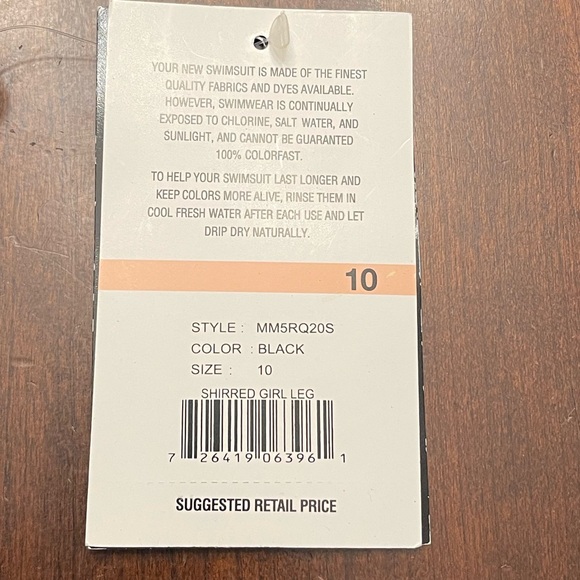 YOUR NEW SWIMSUIT IS MADE OF THE FINEST
QUALITY FABRICS AND DYES AVAILABLE.
HOWEVER, SWIMWEAR IS CONTINUALLY
EXPOSED TO CHLORINE, SALT WATER, AND
SUNLIGHT, AND CANNOT BE GUARANTED
100% COLORFAST.
TO HELP YOUR SWIMSUIT LAST LONGER AND
KEEP COLORS MORE ALIVE, RINSE THEM IN
COOL FRESH WATER AFTER EACH USE AND LET
DRIP DRY NATURALLY.
10
STYLE : MM5RQ20S
COLOR : BLACK
SIZE : 10
SHIRRED GIRL LEG
7 26419 06396 1
SUGGESTED RETAIL PRICE